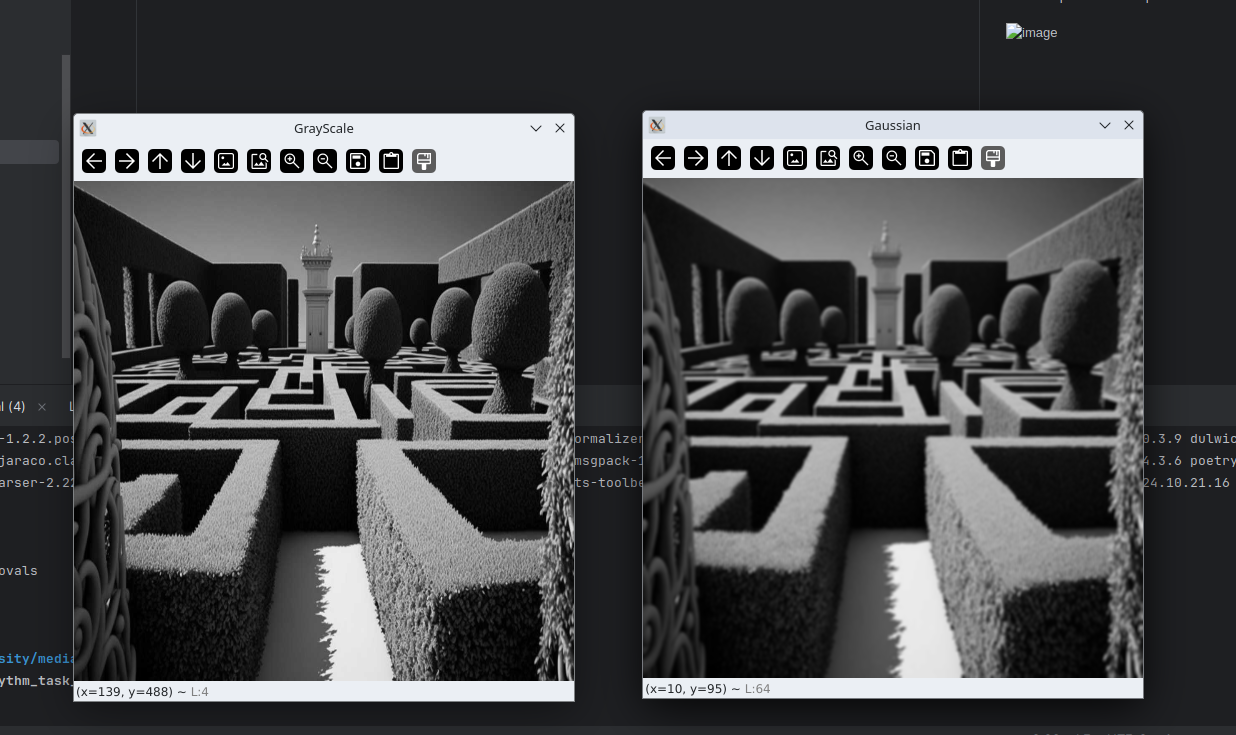 image
GrayScale
Gaussian
(4)
-1.2.2.pos
ormalizer
0.3.9 dulwic
jaraco.cla
msgpack-1
4.3.6 poetry
arser-2.22
ts-toolbe
24.10.21.16
ovals
sity/media
ythm_task_
(x=139, y=488) ~ L:4
(x=10, y=95) ~ L:64